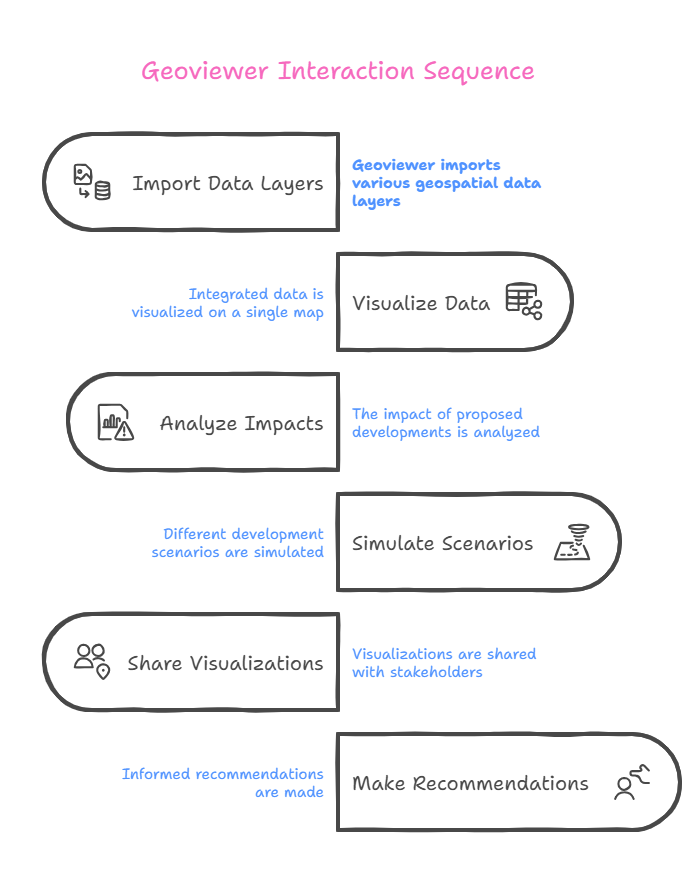 Geoviewer Interaction Sequence
Import Data Layers
Geoviewer imports
various geospatial data
layers
Integrated data is
visualized on a single map
Visualize Data
Analyze Impacts
The impact of proposed
developments is analyzed
Different development
scenarios are simulated
Simulate Scenarios
Share Visualizations
Visualizations are shared
with stakeholders
Informed recommendations
are made
Make Recommendations